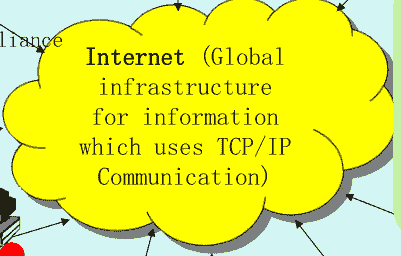 liance
Internet (Global
infrastructure
for information
which uses TCP/IP
Communication)